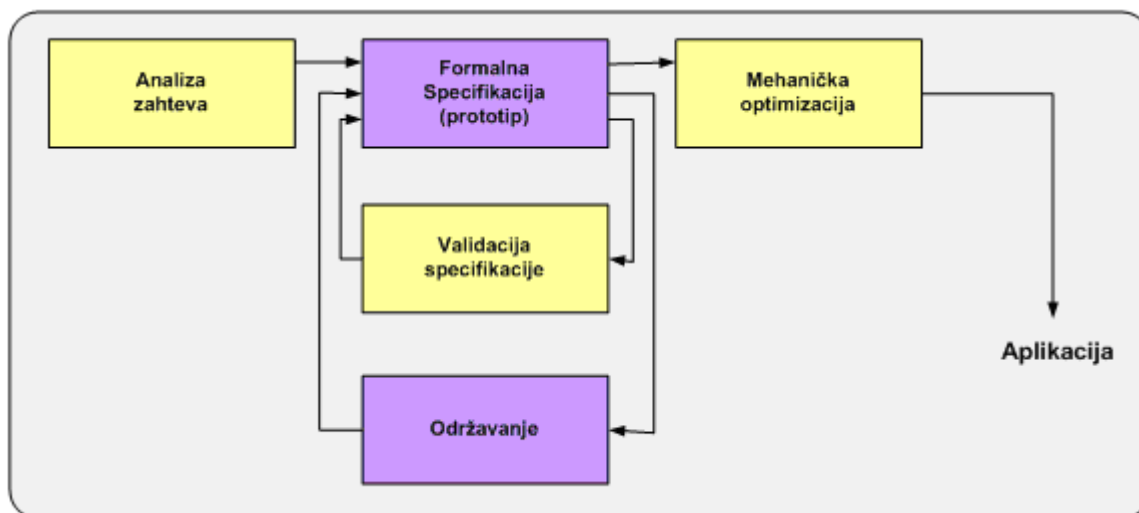 Analiza
zahteva
Formalna
Specifikacija
(prototip)
Mehanička
optimizacija
Validacija
specifikacije
Aplikacija
Održavanje